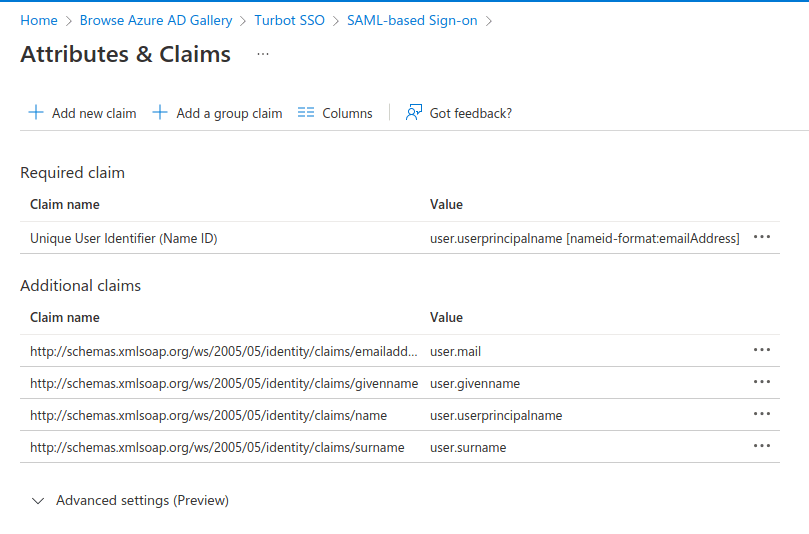 Home > Browse Azure AD Gallery > Turbot SSO > SAML-based Sign-on >
Attributes & Claims ...
Add new claim Add a group claim Columns Got feedback?
Required claim
Claim name Value
Unique User Identifier (Name ID) user.userprincipalname [nameid-format:emailAddress] ...
Additional claims
Claim name Value
http://schemas.xmlsoap.org/ws/2005/05/identity/claims/emailadd... user.mail ...
http://schemas.xmlsoap.org/ws/2005/05/identity/claims/givenname user.givenname ...
http://schemas.xmlsoap.org/ws/2005/05/identity/claims/name user.userprincipalname ...
http://schemas.xmlsoap.org/ws/2005/05/identity/claims/surname user.surname ...
Advanced settings (Preview)